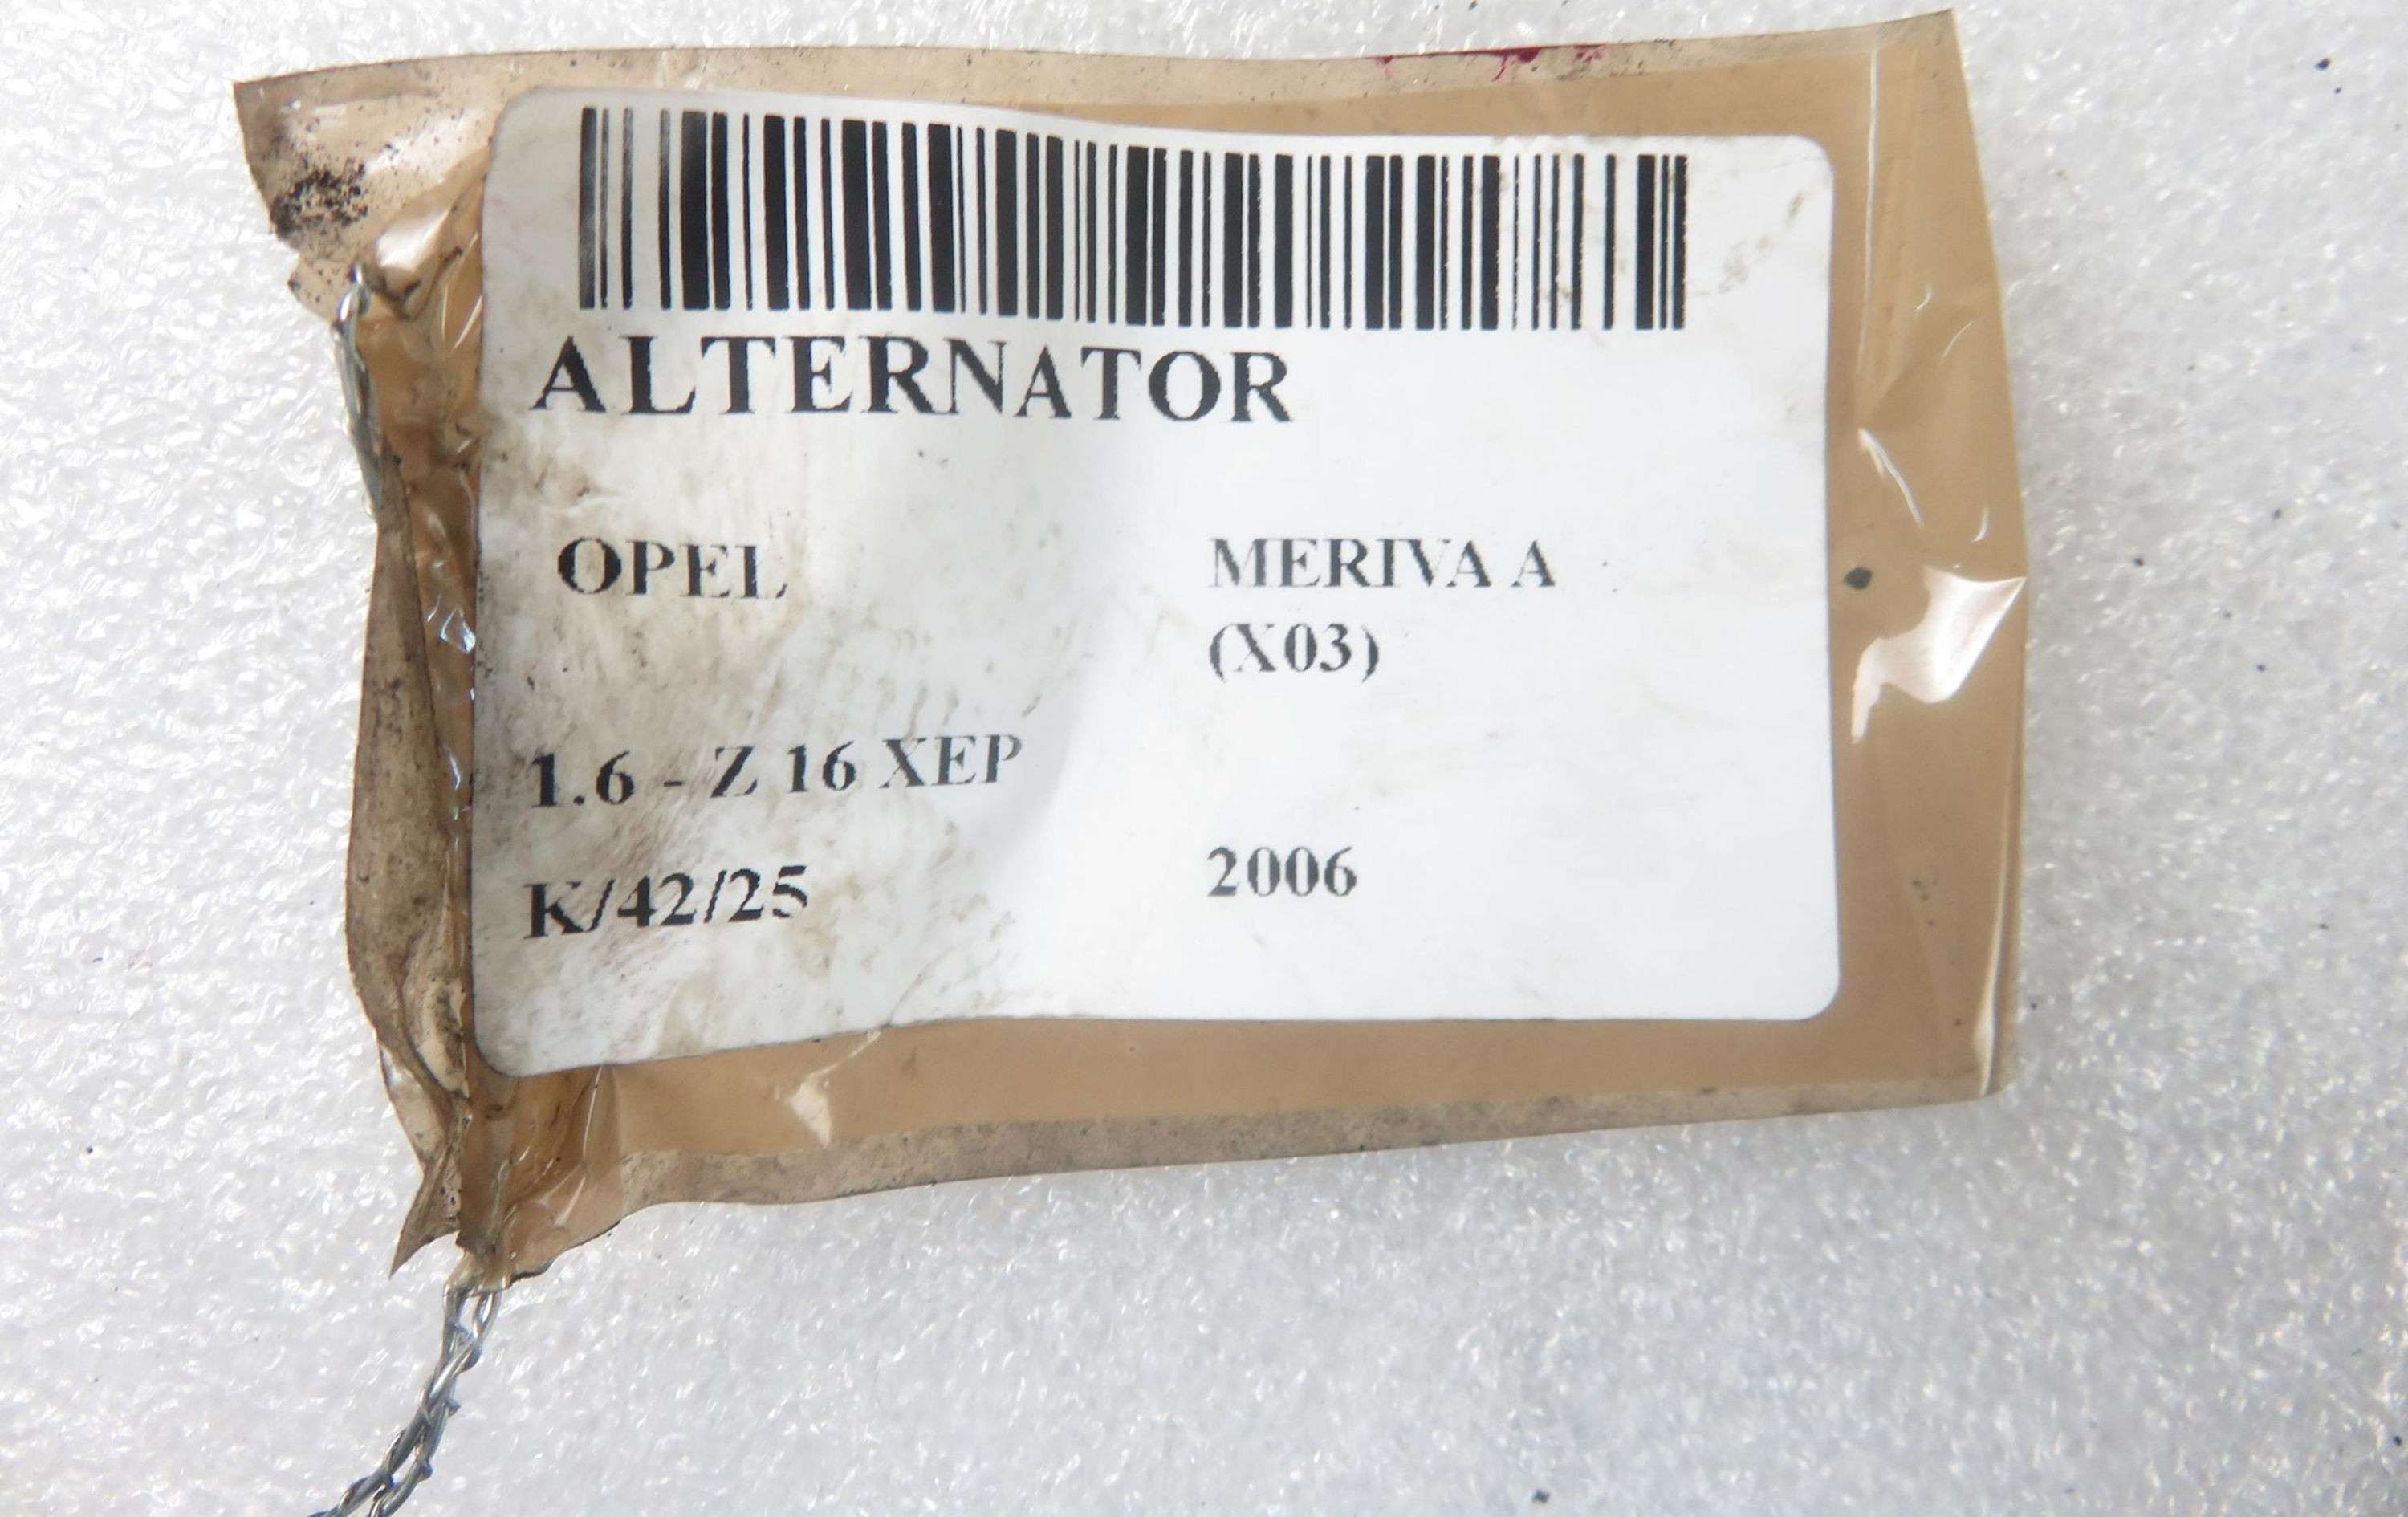 ALTERNATOR
OPEL MERIVA A
(X03)
1.6 - Z 16 XEP
K/42/25 2006